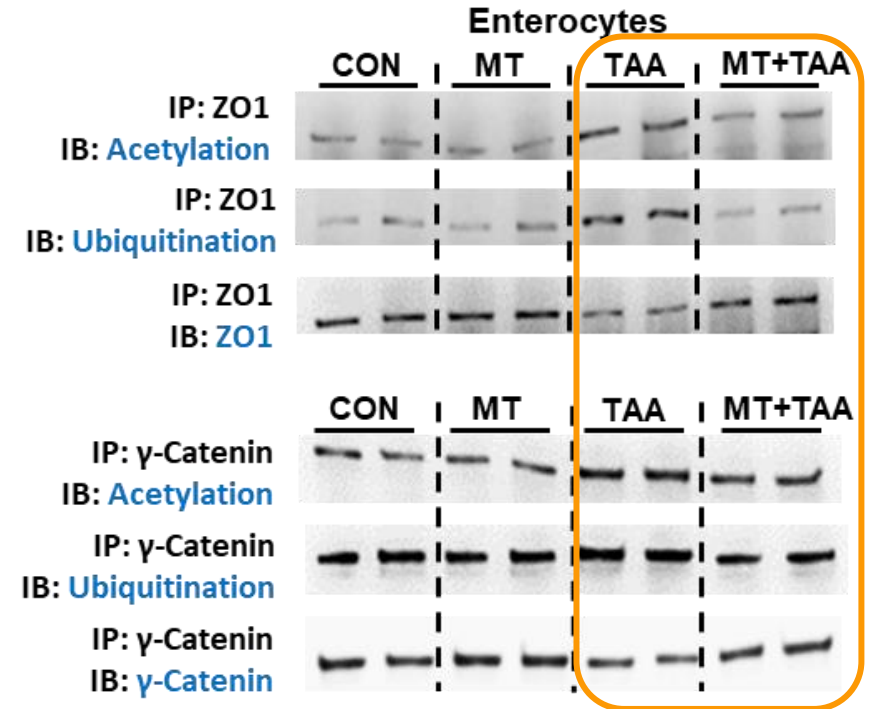 Enterocytes
CON MT TAA MT+TAA
IP: ZO1
IB: Acetylation
IP: ZO1
IB: Ubiquitination
IP: ZO1
IB: ZO1
CON MT TAA MT+TAA
IP: γ-Catenin
IB: Acetylation
IP: γ-Catenin
IB: Ubiquitination
IP: γ-Catenin
IB: γ-Catenin